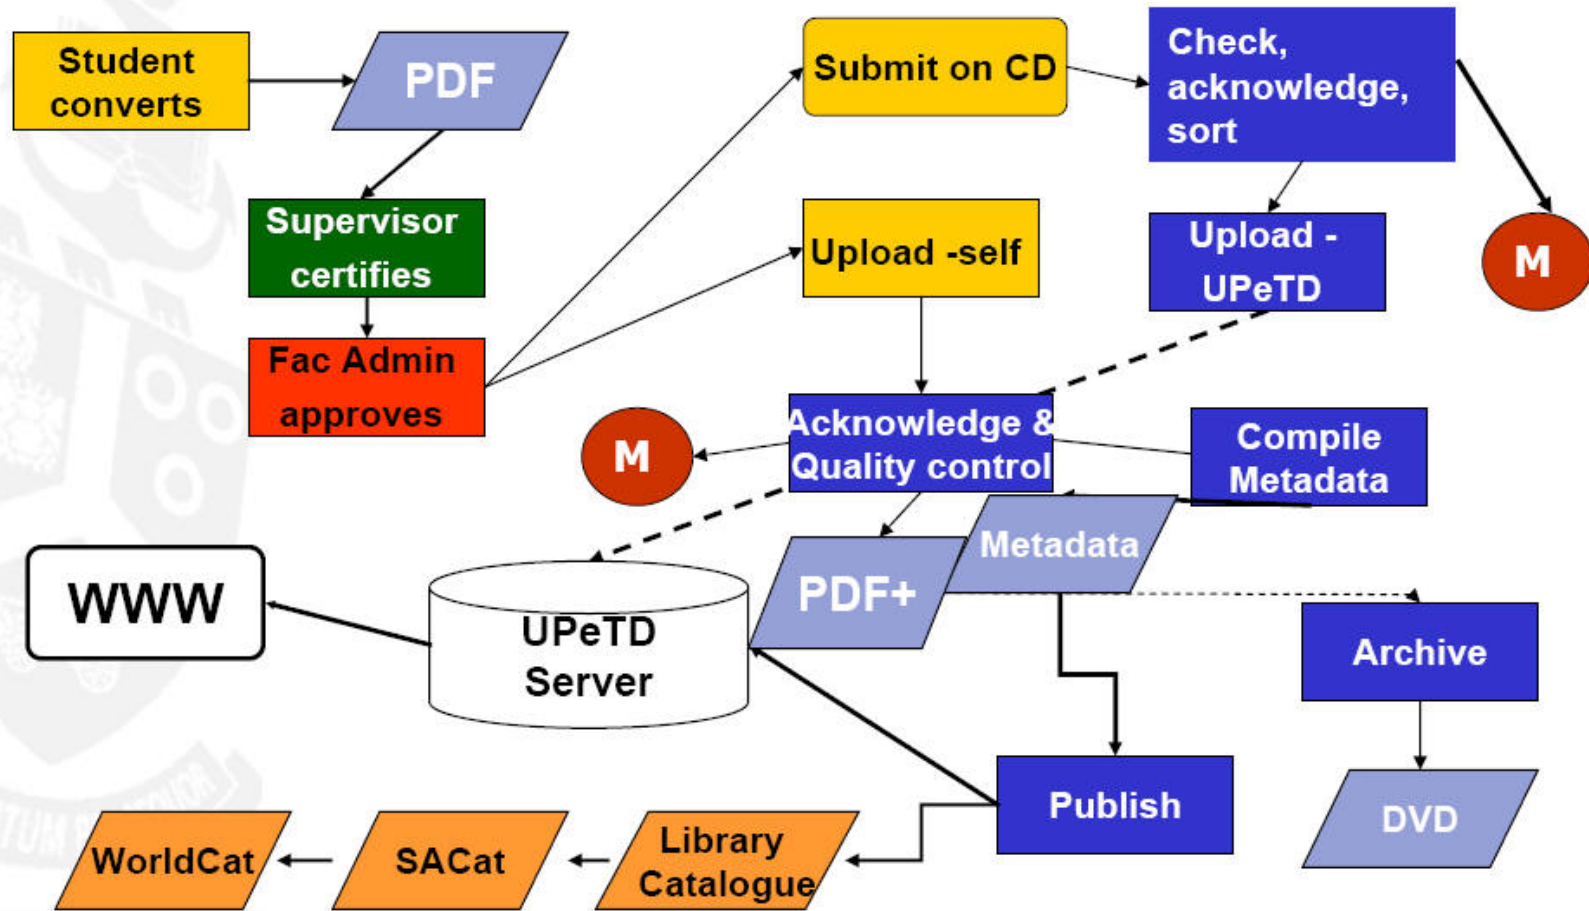 Student
converts
PDF
Submit on CD
Check,
acknowledge,
sort
Supervisor
certifies
Upload -self
Upload -
UPeTD
M
Fac Admin
approves
M
Acknowledge &
Quality control
Compile
Metadata
Metadata
PDF+
WWW
UPeTD
Server
Archive
Publish
DVD
WorldCat
SACat
Library
Catalogue